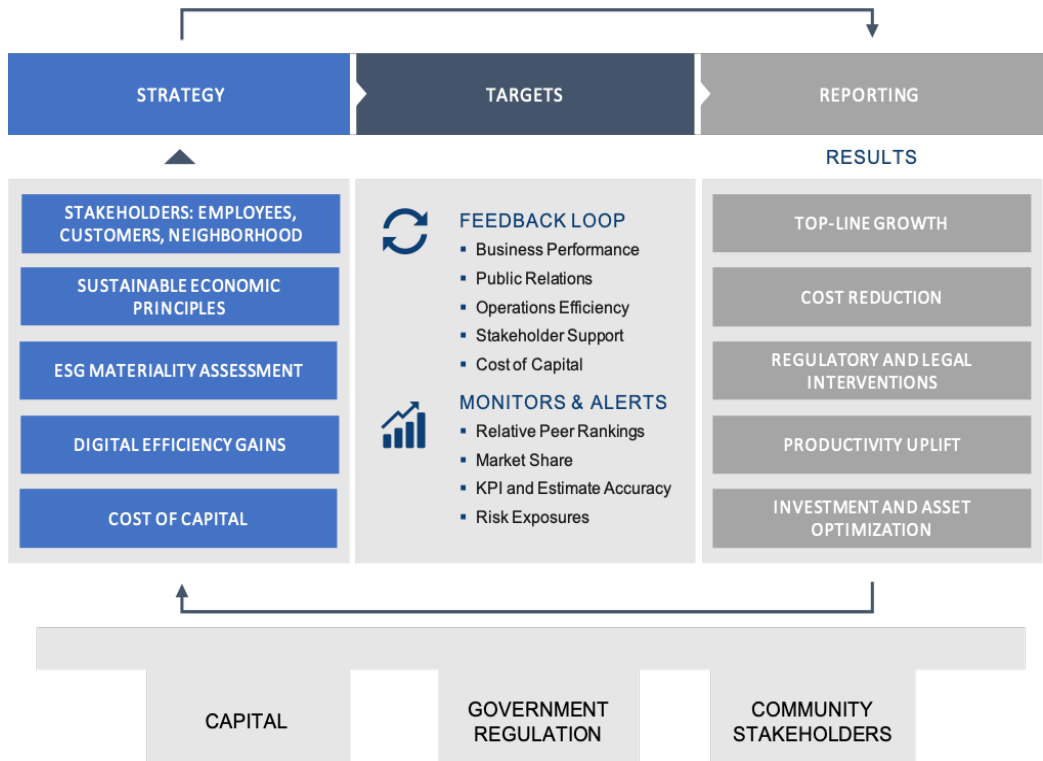 STRATEGY
TARGETS
REPORTING
RESULTS
STAKEHOLDERS: EMPLOYEES,
CUSTOMERS, NEIGHBORHOOD
SUSTAINABLE ECONOMIC
PRINCIPLES
ESG MATERIALITY ASSESSMENT
DIGITAL EFFICIENCY GAINS
COST OF CAPITAL
FEEDBACK LOOP
▪ Business Performance
▪ Public Relations
▪ Operations Efficiency
▪ Stakeholder Support
▪ Cost of Capital
MONITORS & ALERTS
▪ Relative Peer Rankings
▪ Market Share
▪ KPI and Estimate Accuracy
▪ Risk Exposures
TOP-LINE GROWTH
COST REDUCTION
REGULATORY AND LEGAL
INTERVENTIONS
PRODUCTIVITY UPLIFT
INVESTMENT AND ASSET
OPTIMIZATION
CAPITAL
GOVERNMENT
REGULATION
COMMUNITY
STAKEHOLDERS